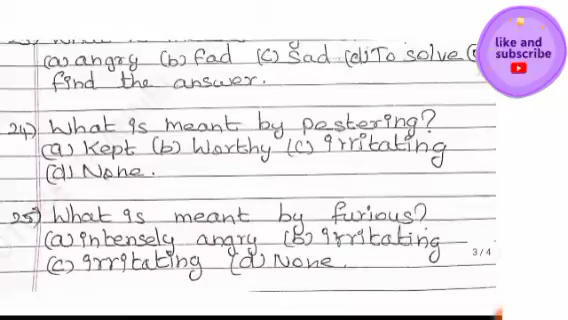 (a) angry (b) fad (c) sad (d) To solve
find the answer.
24) What is meant by pestering?
(a) Kept (b) Worthy (c) irritating
(d) None.
25) What is meant by furious?
(a) intensely angry (b) irritating
(c) irritating (d) None.
3/4
like and
subscribe